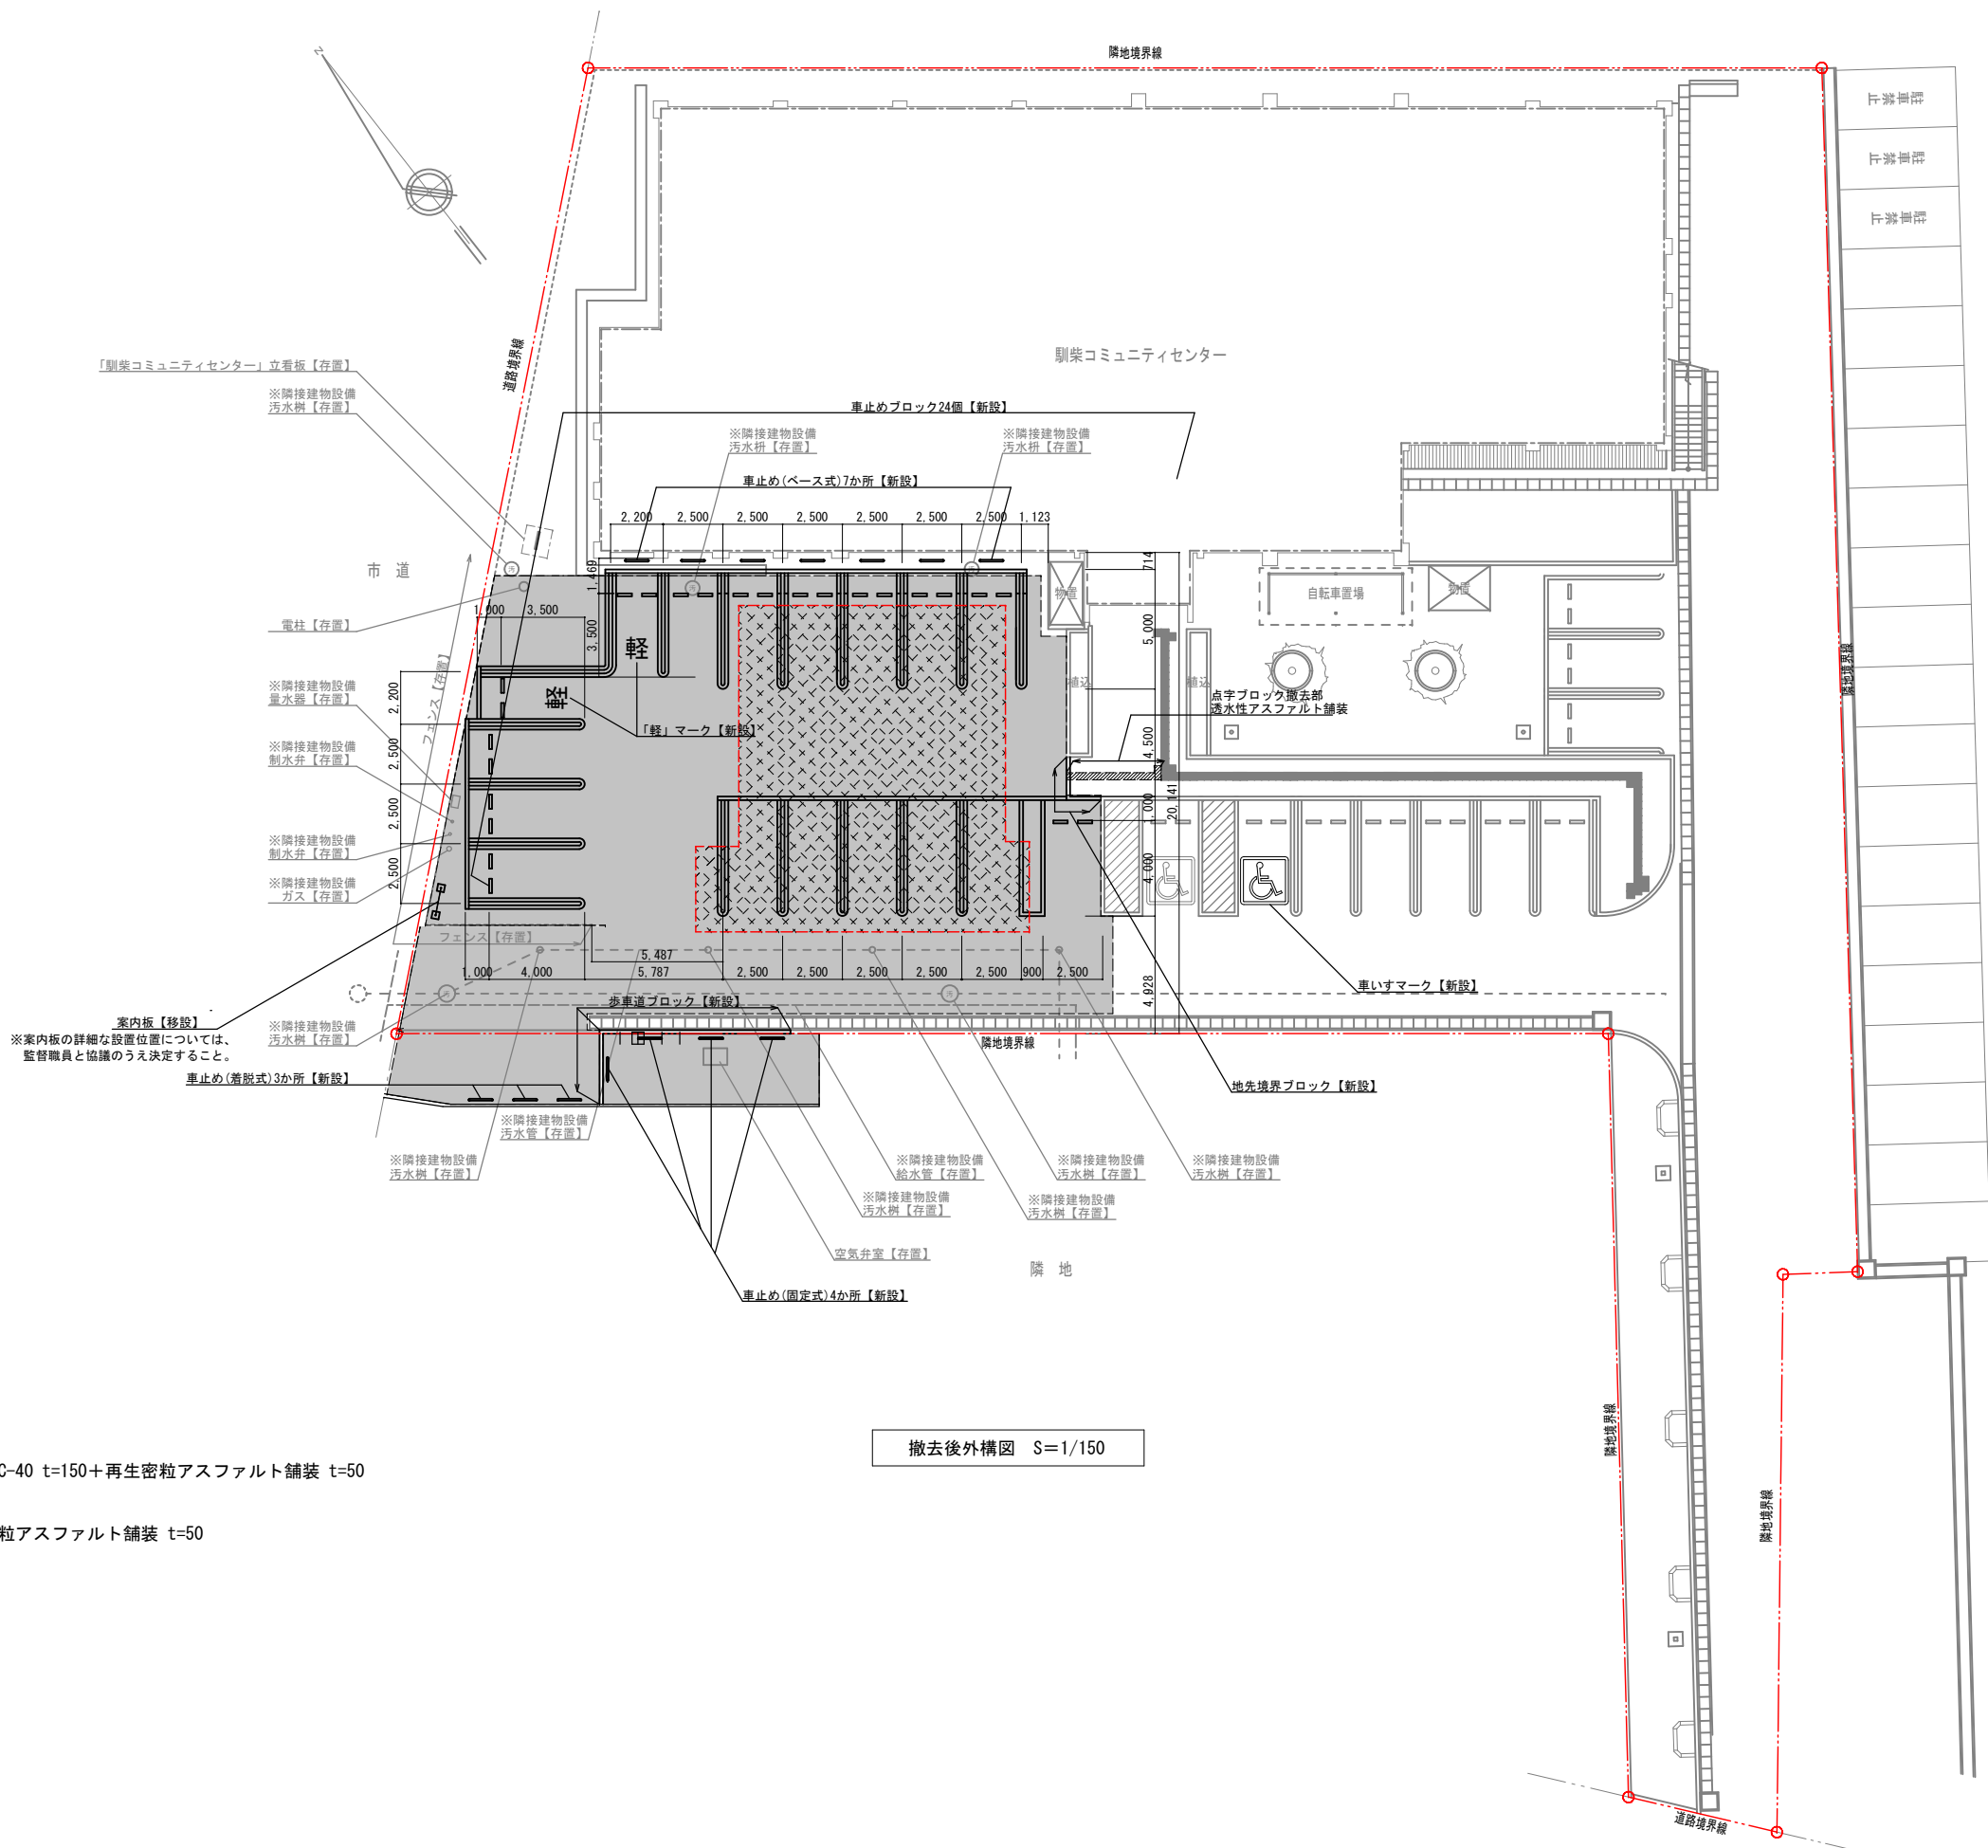 隣地境界線
N
駐車禁止
駐車禁止
駐車禁止
道路境界線
馴柴コミュニティセンター
「馴柴コミュニティセンター」立看板【存置】
※隣接建物設備
汚水桝【存置】
車止めブロック24個【新設】
※隣接建物設備
汚水枡【存置】
※隣接建物設備
汚水枡【存置】
車止め(ベース式)7か所【新設】
2,200
2,500
2,500
2,500
2,500
2,500
2,500
1,123
市 道
汚
汚
汚
1,469
714
物置
自転車置場
物置
電柱【存置】
1,000
3,500
3,500
軽
軽
5,000
フェンス【存置】
※隣接建物設備
量水器【存置】
2,200
植込
植込
点字ブロック撤去部
透水性アスファルト舗装
「軽」マーク【新設】
隣地境界線
※隣接建物設備
制水弁【存置】
2,500
2,500
2,500
4,500
1,000
20,141
4,000
※隣接建物設備
制水弁【存置】
※隣接建物設備
ガス【存置】
フェンス【存置】
5,487
1,000
4,000
5,787
2,500
2,500
2,500
2,500
2,500
900
2,500
4,928
車いすマーク【新設】
歩車道ブロック【新設】
案内板【移設】
※案内板の詳細な設置位置については、
監督職員と協議のうえ決定すること。
※隣接建物設備
汚水桝【存置】
隣地境界線
車止め(着脱式)3か所【新設】
地先境界ブロック【新設】
※隣接建物設備
汚水管【存置】
※隣接建物設備
汚水桝【存置】
※隣接建物設備
給水管【存置】
※隣接建物設備
汚水桝【存置】
※隣接建物設備
汚水桝【存置】
※隣接建物設備
汚水桝【存置】
※隣接建物設備
汚水桝【存置】
空気弁室【存置】
隣 地
車止め(固定式)4か所【新設】
隣地境界線
撤去後外構図 S=1/150
C-40 t=150+再生密粒アスファルト舗装 t=50
隣地境界線
粒アスファルト舗装 t=50
道路境界線